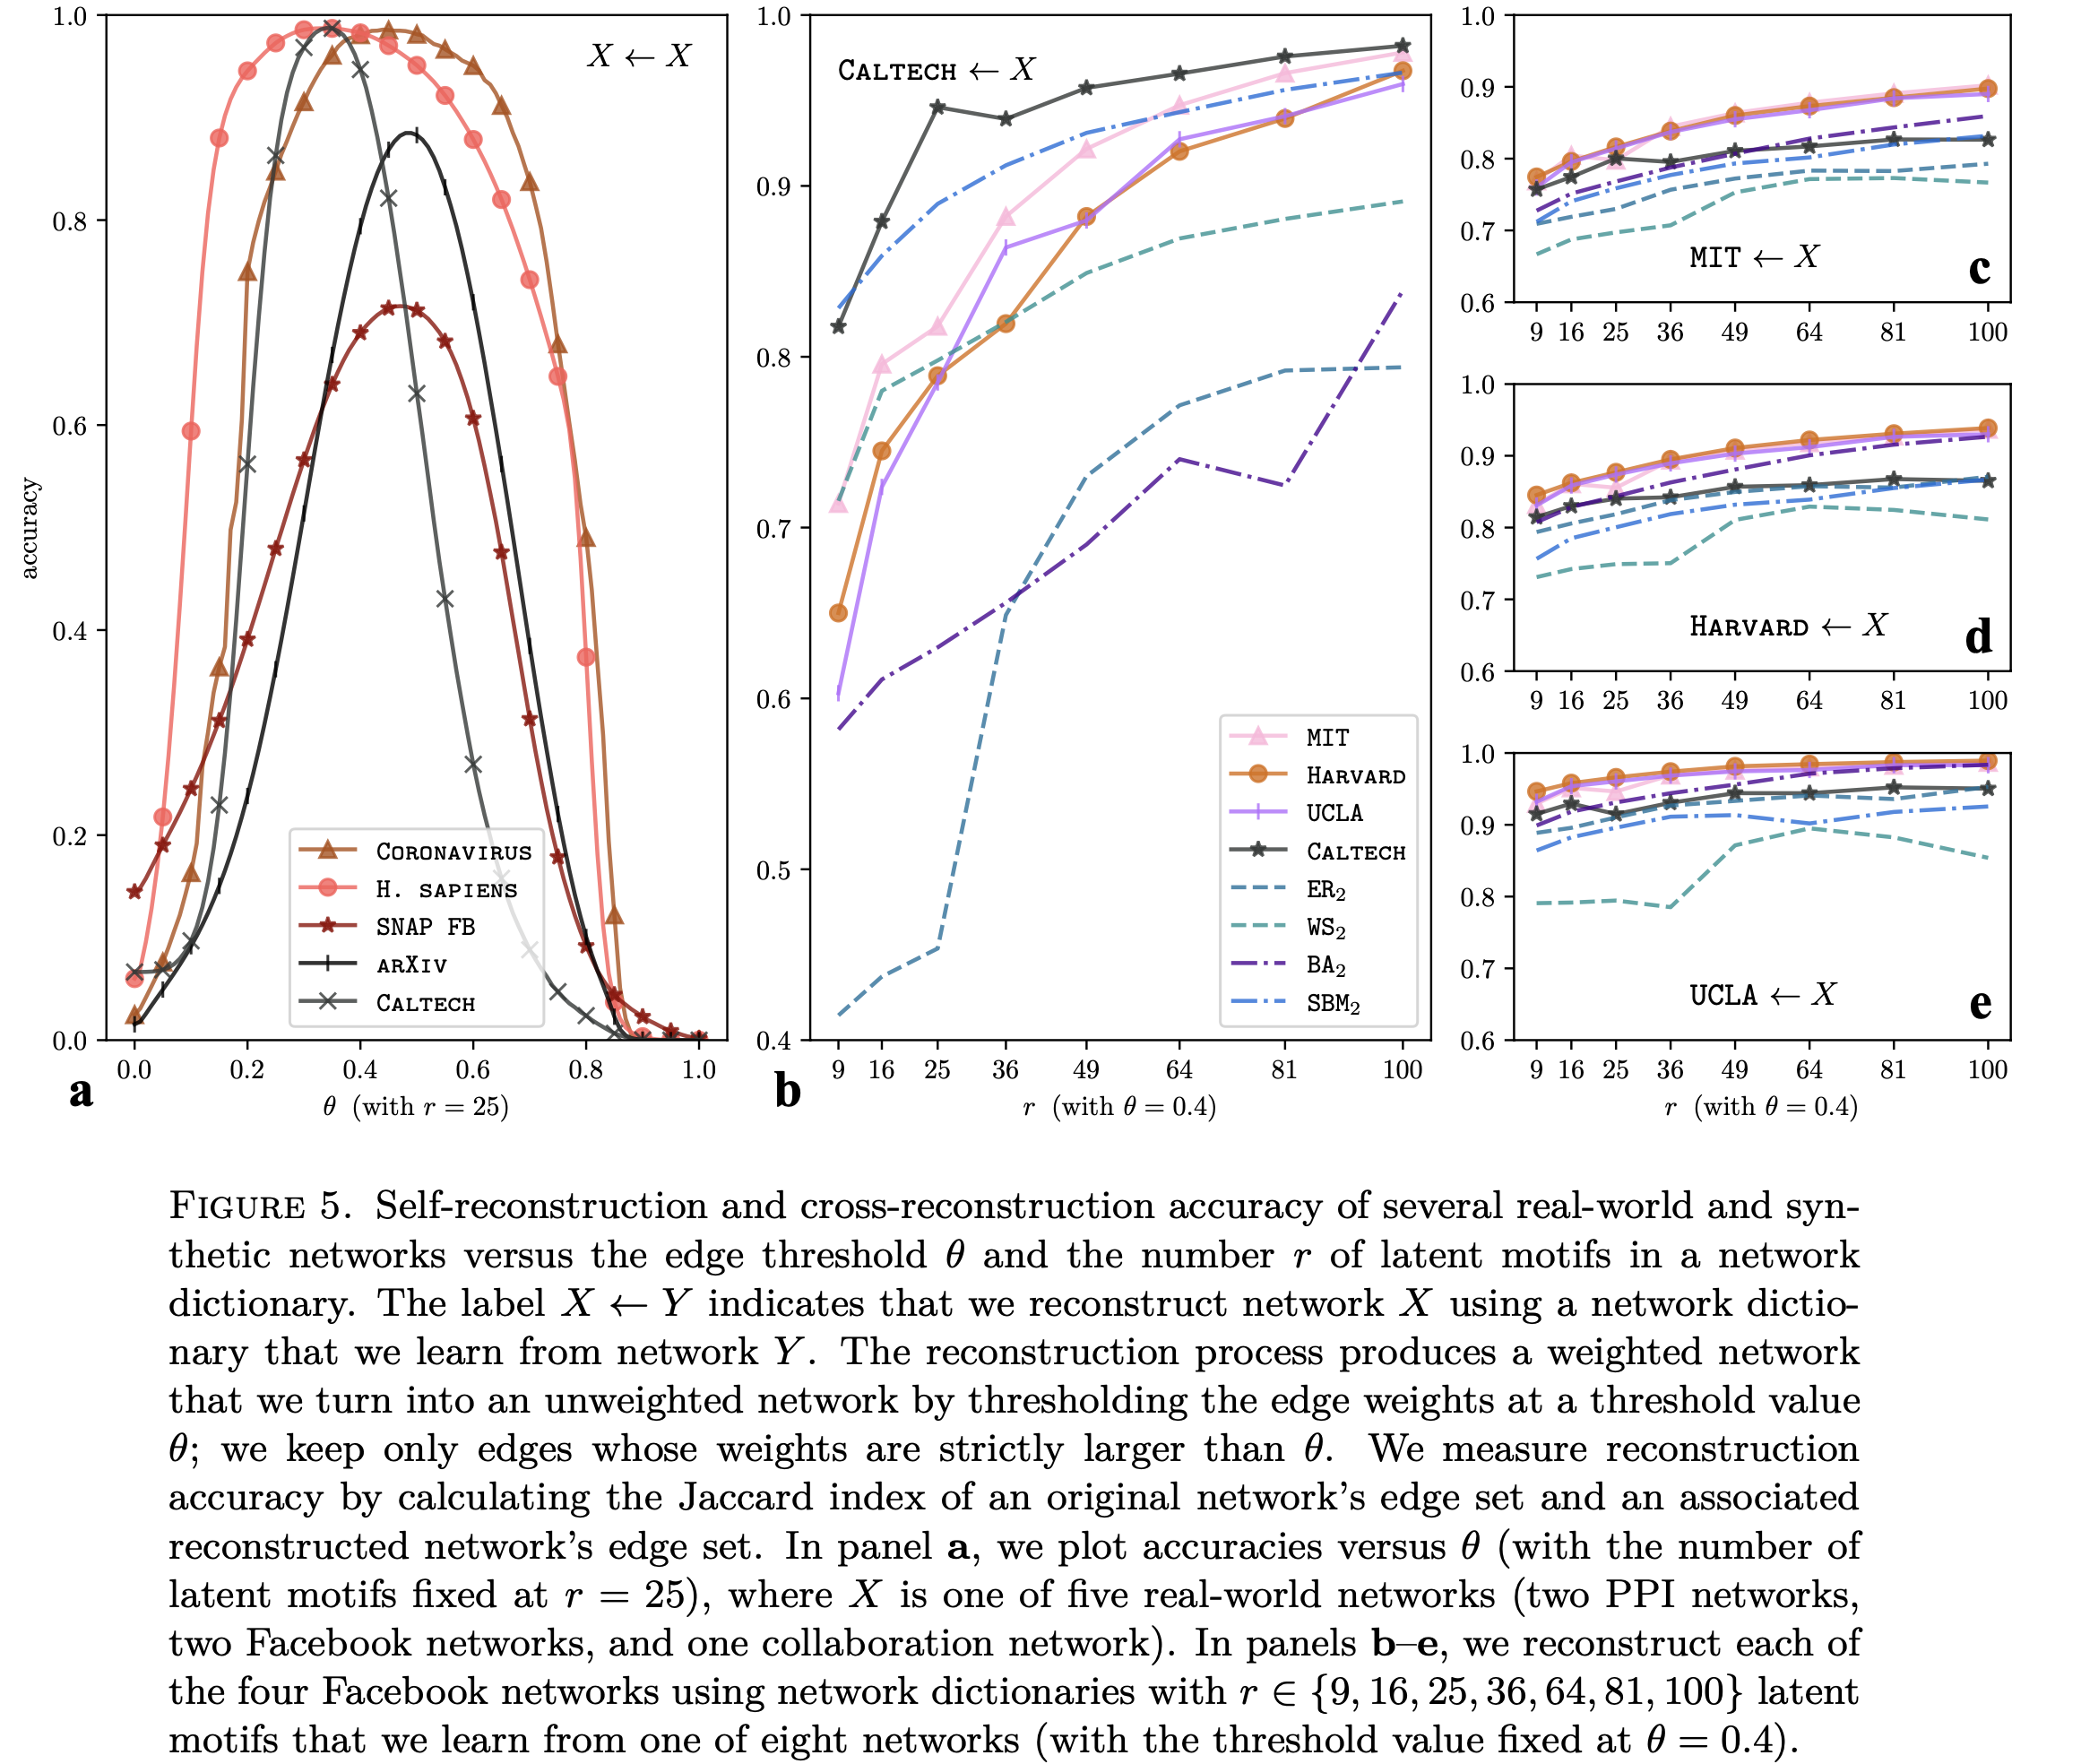 1.0
0.8
0.6
0.4
0.2
0.0
accuracy
X ← X
CORONAVIRUS
H. SAPIENS
SNAP FB
ARXIV
CALTECH
0.0 0.2 0.4 0.6 0.8 1.0
a
θ (with r = 25)
1.0
0.9
0.8
0.7
0.6
0.5
0.4
CALTECH ← X
MIT
HARVARD
UCLA
CALTECH
ER₂
WS₂
BA₂
SBM₂
9 16 25 36 49 64 81 100
b
r (with θ = 0.4)
1.0
0.9
0.8
0.7
0.6
MIT ← X
c
9 16 25 36 49 64 81 100
1.0
0.9
0.8
0.7
0.6
HARVARD ← X
d
9 16 25 36 49 64 81 100
1.0
0.9
0.8
0.7
0.6
UCLA ← X
e
9 16 25 36 49 64 81 100
r (with θ = 0.4)
FIGURE 5. Self-reconstruction and cross-reconstruction accuracy of several real-world and syn-
thetic networks versus the edge threshold θ and the number r of latent motifs in a network
dictionary. The label X ← Y indicates that we reconstruct network X using a network dictio-
nary that we learn from network Y. The reconstruction process produces a weighted network
that we turn into an unweighted network by thresholding the edge weights at a threshold value
θ; we keep only edges whose weights are strictly larger than θ. We measure reconstruction
accuracy by calculating the Jaccard index of an original network's edge set and an associated
reconstructed network's edge set. In panel a, we plot accuracies versus θ (with the number of
latent motifs fixed at r = 25), where X is one of five real-world networks (two PPI networks,
two Facebook networks, and one collaboration network). In panels b–e, we reconstruct each of
the four Facebook networks using network dictionaries with r ∈ {9, 16, 25, 36, 64, 81, 100} latent
motifs that we learn from one of eight networks (with the threshold value fixed at θ = 0.4).